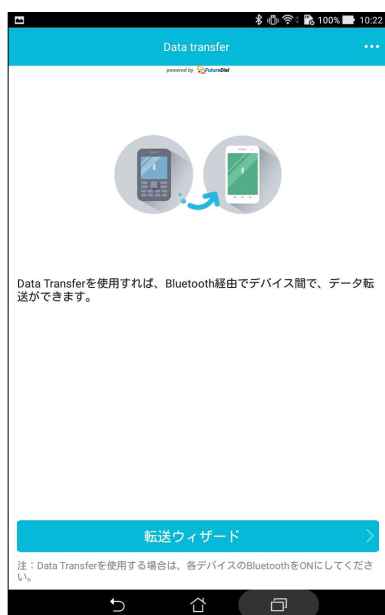 100% 10:22
Data transfer
powered by FutureDial
Data Transferを使用すれば、Bluetooth経由でデバイス間で、データ転
送ができます。
転送ウィザード
注：Data Transferを使用する場合は、各デバイスのBluetoothをONにしてくださ
い。